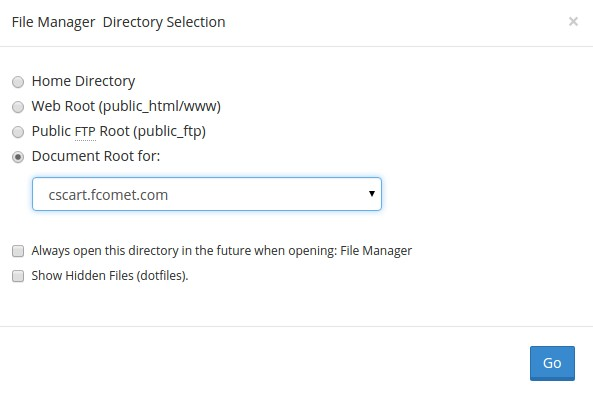 File Manager Directory Selection ×
Home Directory
Web Root (public_html/www)
Public FTP Root (public_ftp)
Document Root for:
cscart.fcomet.com
Always open this directory in the future when opening: File Manager
Show Hidden Files (dotfiles).
Go